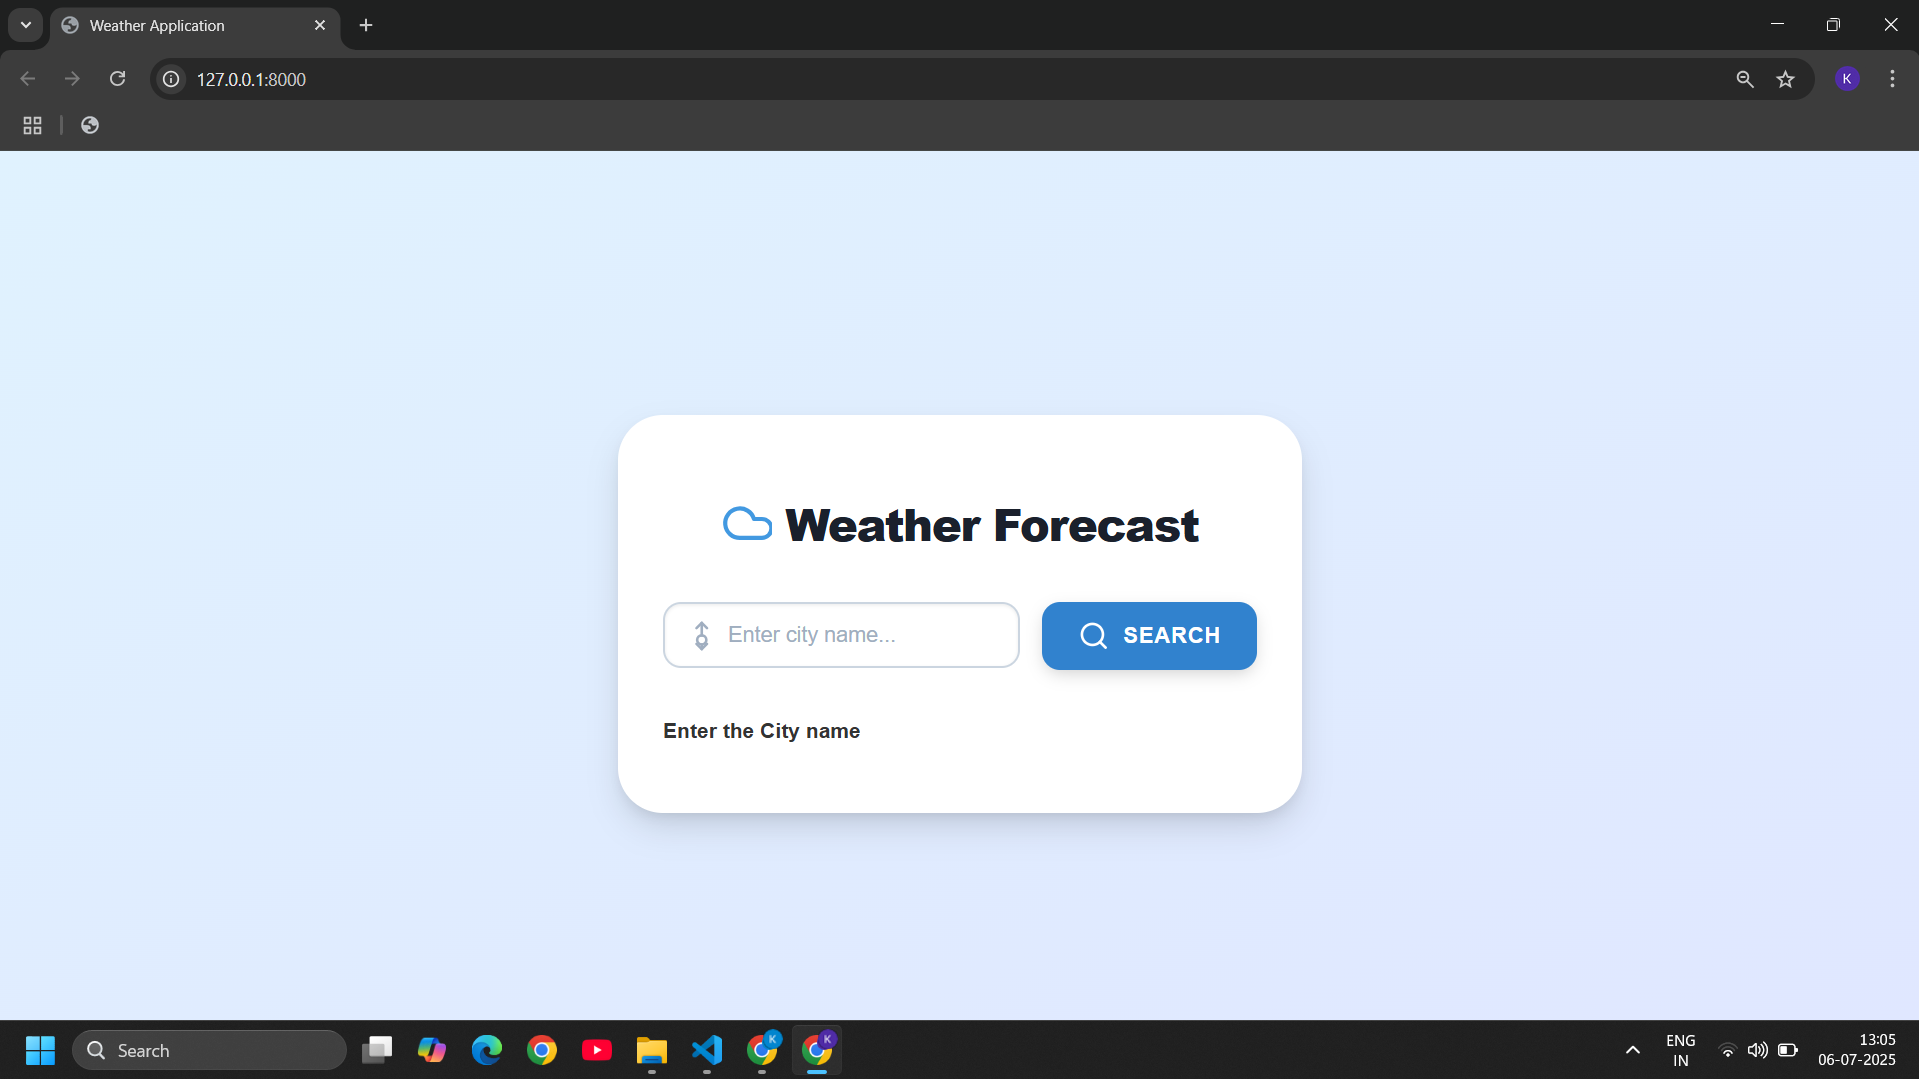 Weather Application
127.0.0.1:8000
K
Weather Forecast
Enter city name...
SEARCH
Enter the City name
Search
K
K
ENG
IN
13:05
06-07-2025